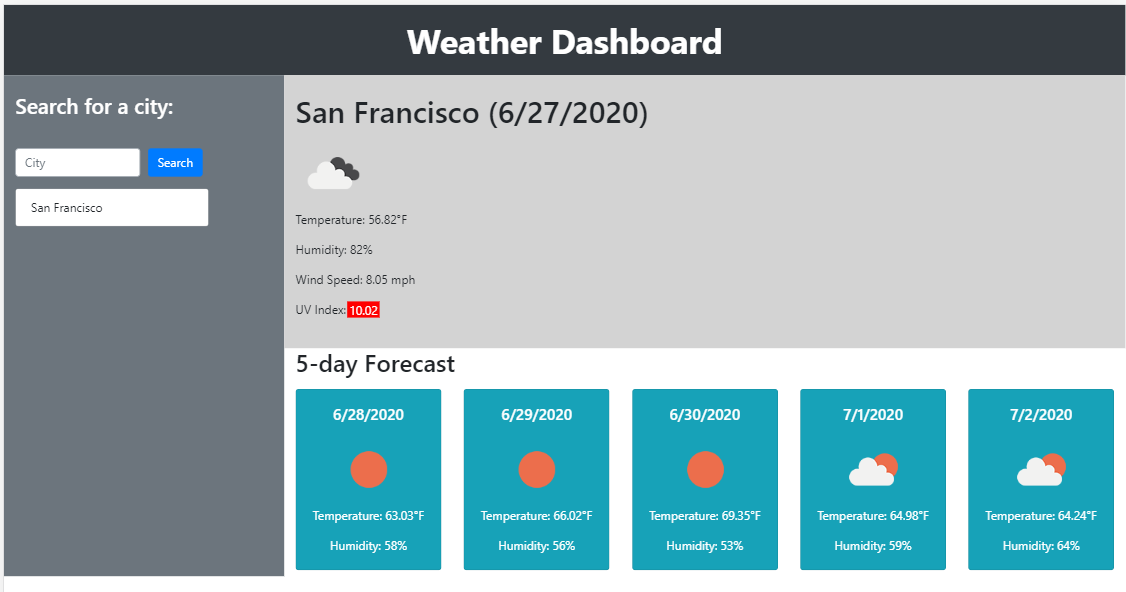 Weather Dashboard
Search for a city:
City
Search
San Francisco
San Francisco (6/27/2020)
Temperature: 56.82°F
Humidity: 82%
Wind Speed: 8.05 mph
UV Index: 10.02
5-day Forecast
6/28/2020
Temperature: 63.03°F
Humidity: 58%
6/29/2020
Temperature: 66.02°F
Humidity: 56%
6/30/2020
Temperature: 69.35°F
Humidity: 53%
7/1/2020
Temperature: 64.98°F
Humidity: 59%
7/2/2020
Temperature: 64.24°F
Humidity: 64%